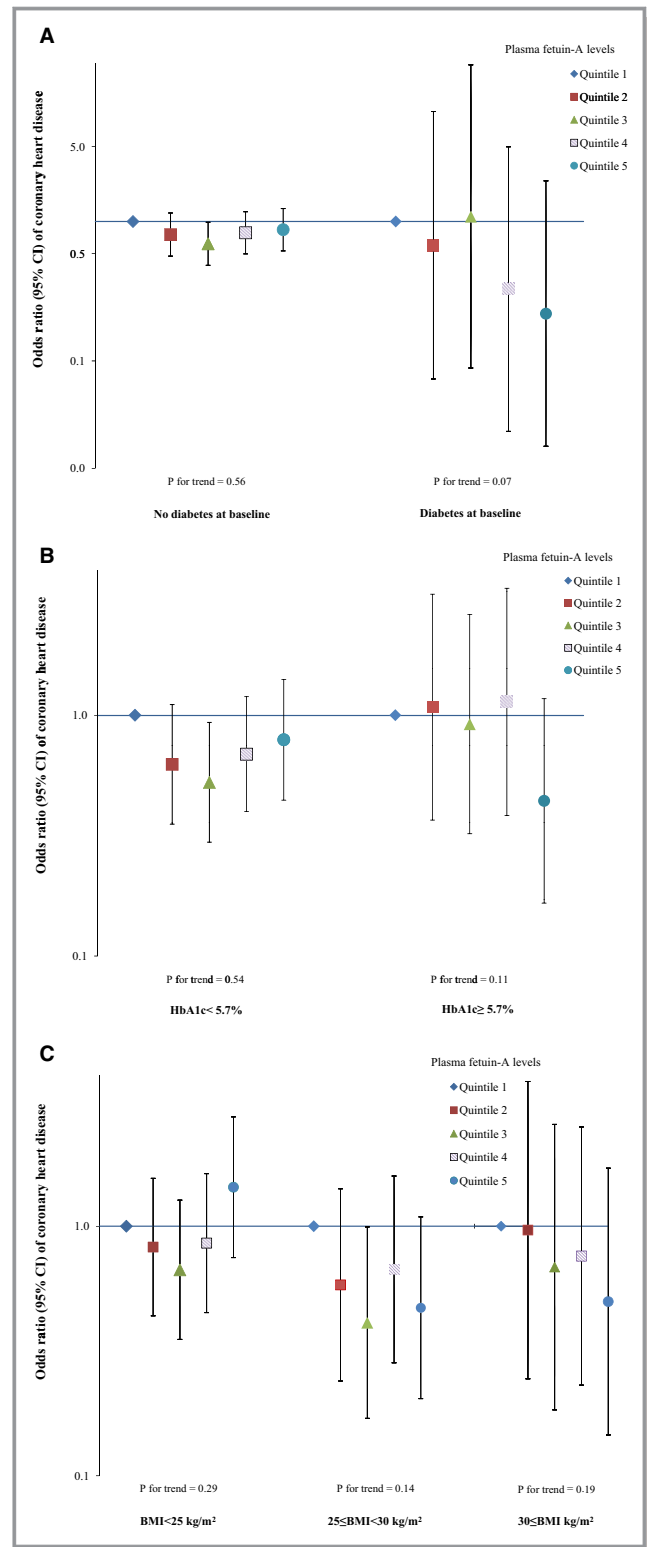 A
Plasma fetuin-A levels
Quintile 1
Quintile 2
Quintile 3
Quintile 4
Quintile 5
Odds ratio (95% CI) of coronary heart disease
5.0
0.5
0.1
0.0
P for trend = 0.56
P for trend = 0.07
No diabetes at baseline
Diabetes at baseline
B
Plasma fetuin-A levels
Quintile 1
Quintile 2
Quintile 3
Quintile 4
Quintile 5
Odds ratio (95% CI) of coronary heart disease
1.0
0.1
P for trend = 0.54
P for trend = 0.11
HbA1c< 5.7%
HbA1c≥ 5.7%
C
Plasma fetuin-A levels
Quintile 1
Quintile 2
Quintile 3
Quintile 4
Quintile 5
Odds ratio (95% CI) of coronary heart disease
1.0
0.1
P for trend = 0.29
P for trend = 0.14
P for trend = 0.19
BMI<25 kg/m²
25≤BMI<30 kg/m²
30≤BMI kg/m²